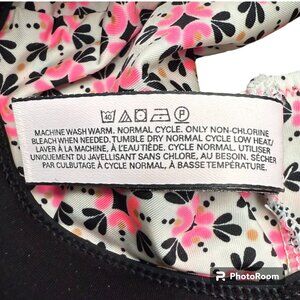 40 P
MACHINE WASH WARM, NORMAL CYCLE. ONLY NON-CHLORINE
BLEACH WHEN NEEDED. TUMBLE DRY NORMAL CYCLE LOW HEAT/
LAVER À LA MACHINE, À L'EAU TIÈDE. CYCLE NORMAL. UTILISER
UNIQUEMENT DU JAVELLISANT SANS CHLORE, AU BESOIN. SÉCHER
PAR CULBUTAGE À CYCLE NORMAL, À BASSE TEMPÉRATURE.
PhotoRoom